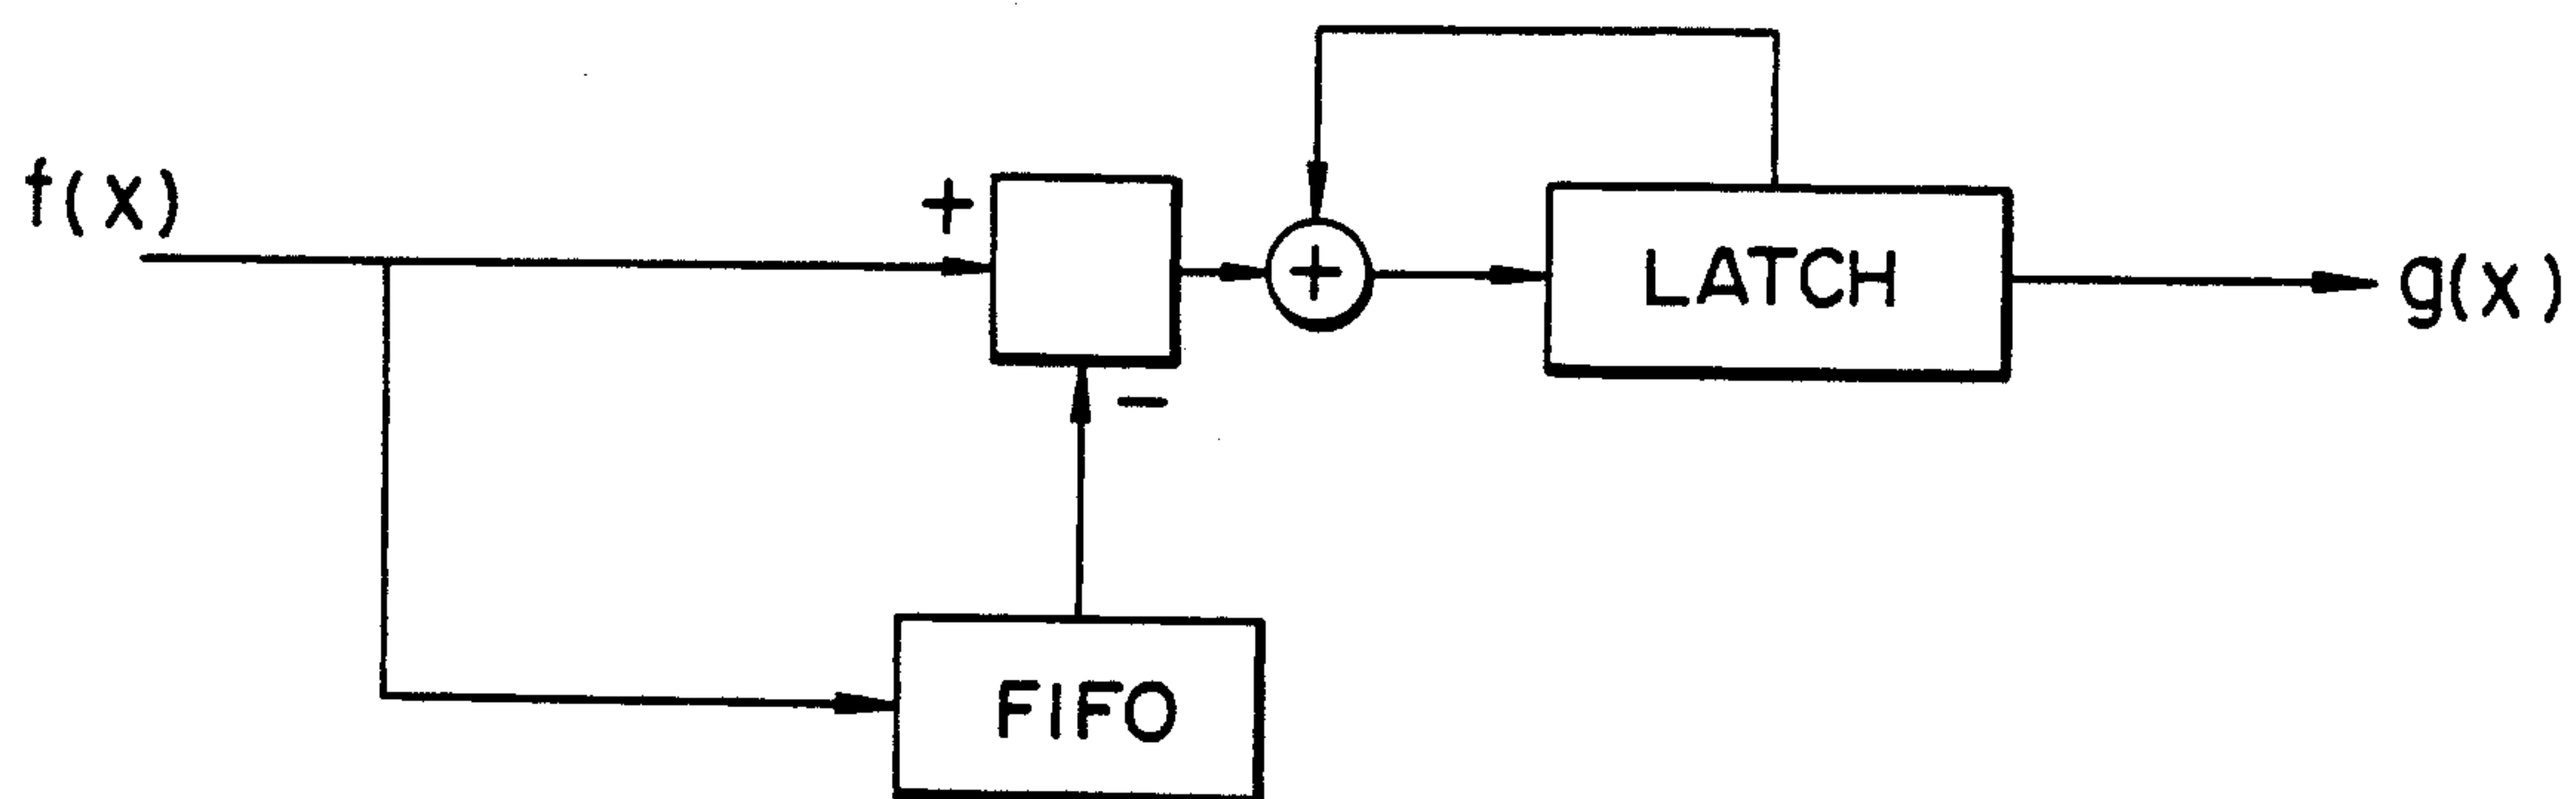 f(x)
+
+
LATCH
g(x)
−
FIFO